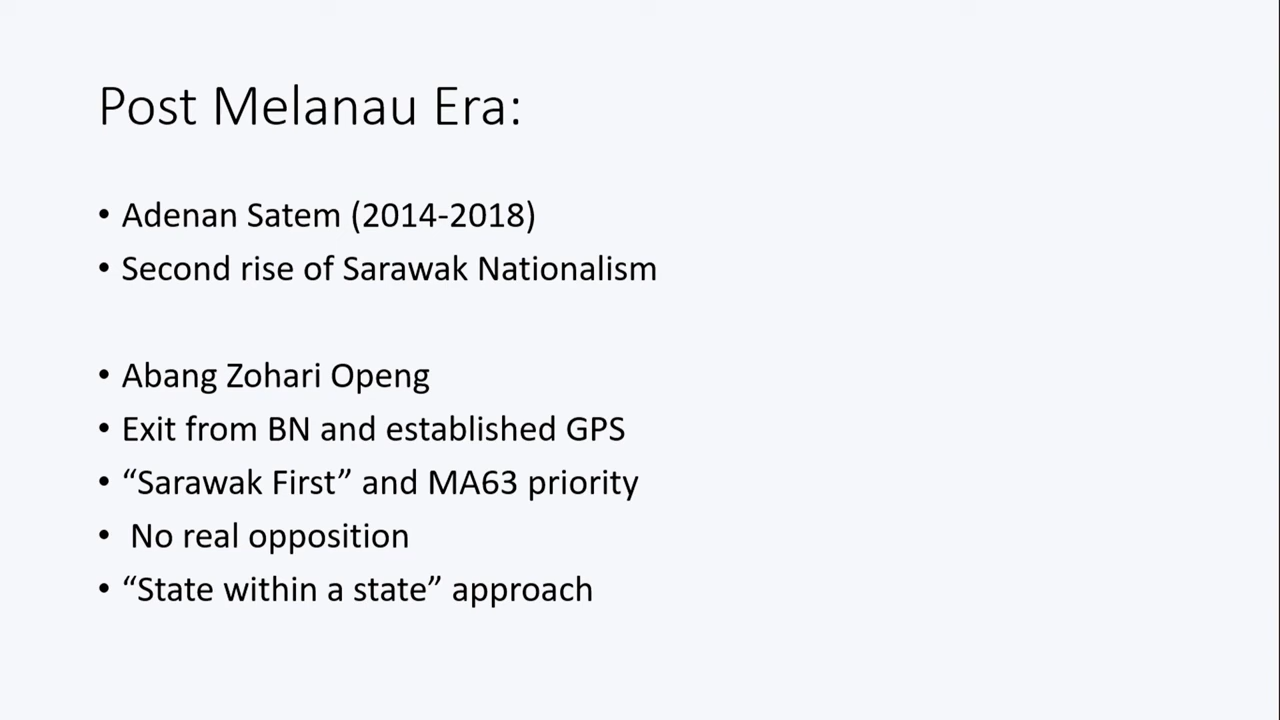 Post Melanau Era:
• Adenan Satem (2014-2018)
• Second rise of Sarawak Nationalism
• Abang Zohari Openg
• Exit from BN and established GPS
• “Sarawak First” and MA63 priority
• No real opposition
• “State within a state” approach